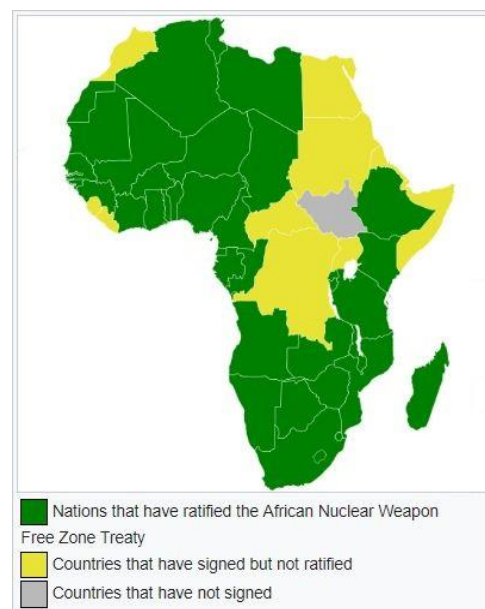 Nations that have ratified the African Nuclear Weapon
Free Zone Treaty
Countries that have signed but not ratified
Countries that have not signed